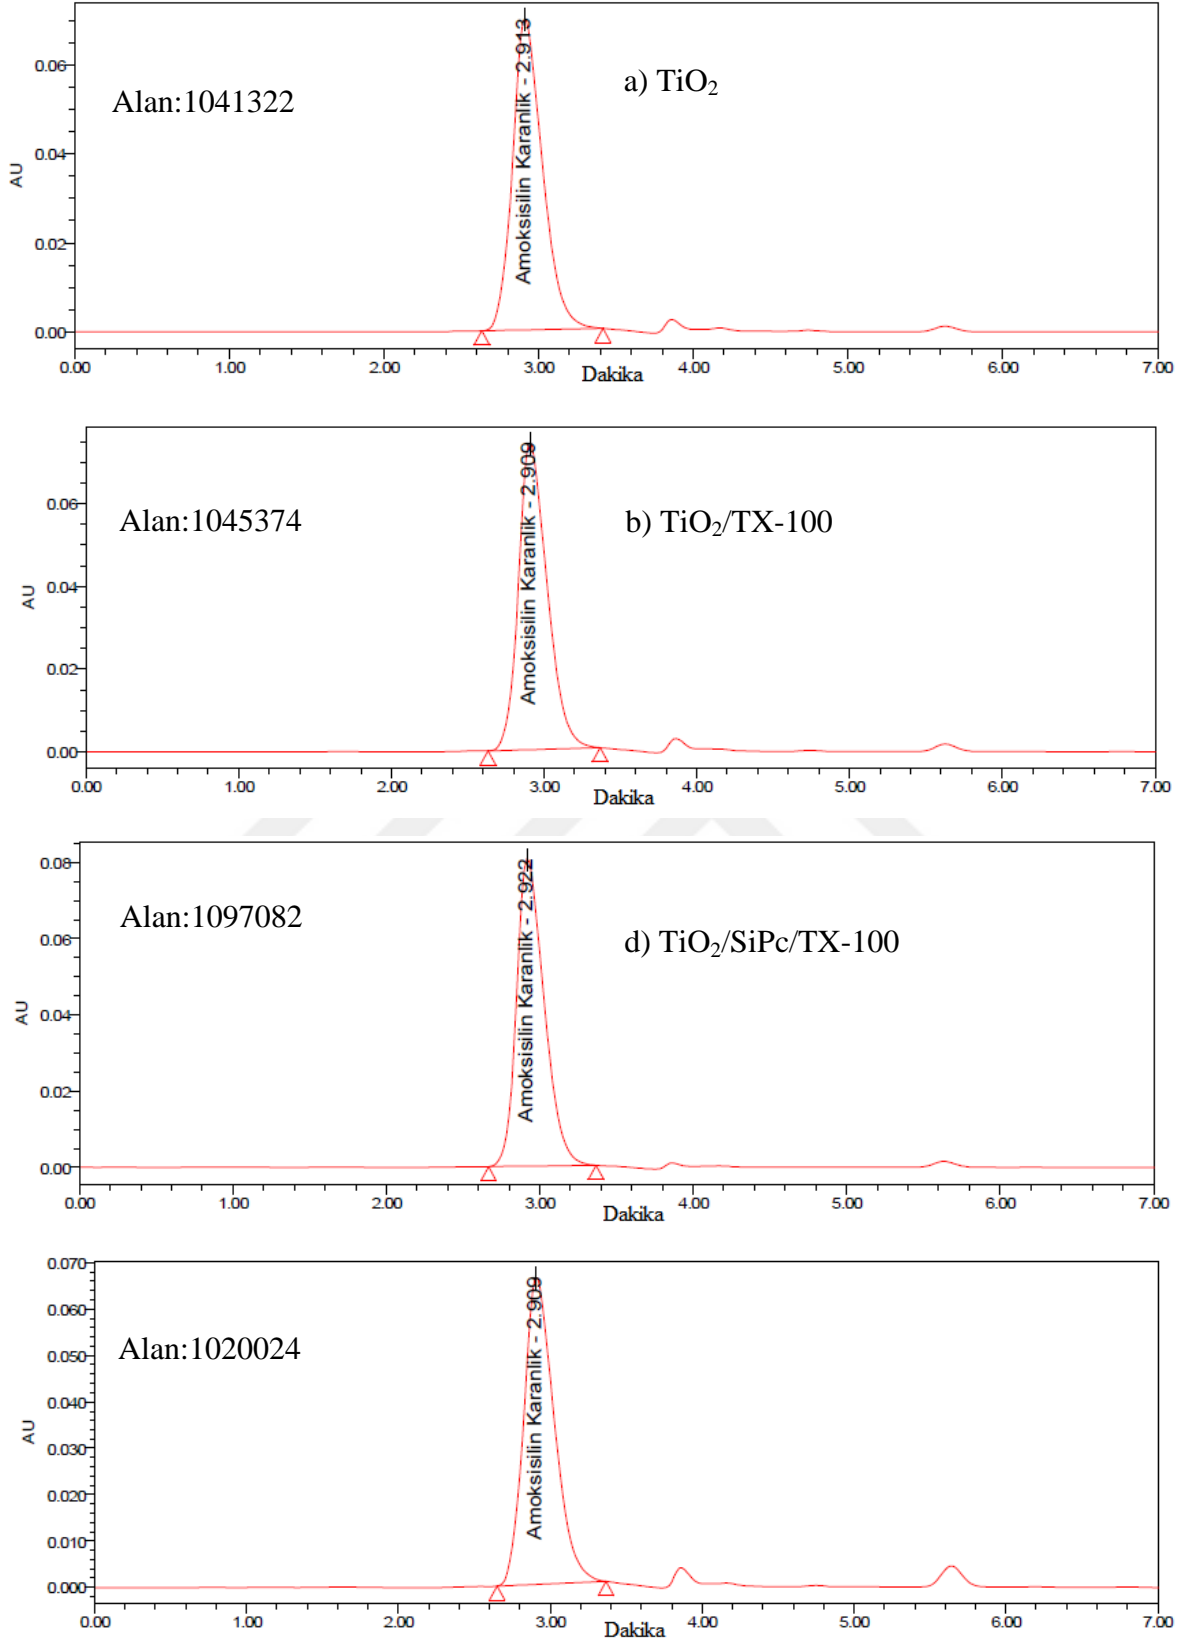 0.06
0.04
0.02
0.00
AU
Alan:1041322
a) TiO₂
Amoksisilin Karanlik - 2.913
0.00 1.00 2.00 3.00 4.00 5.00 6.00 7.00
Dakika
0.06
0.04
0.02
0.00
AU
Alan:1045374
b) TiO₂/TX-100
Amoksisilin Karanlik - 2.909
0.00 1.00 2.00 3.00 4.00 5.00 6.00 7.00
Dakika
0.08
0.06
0.04
0.02
0.00
AU
Alan:1097082
d) TiO₂/SiPc/TX-100
Amoksisilin Karanlik - 2.922
0.00 1.00 2.00 3.00 4.00 5.00 6.00 7.00
Dakika
0.070
0.060
0.050
0.040
0.030
0.020
0.010
0.000
AU
Alan:1020024
Amoksisilin Karanlik - 2.909
0.00 1.00 2.00 3.00 4.00 5.00 6.00 7.00
Dakika